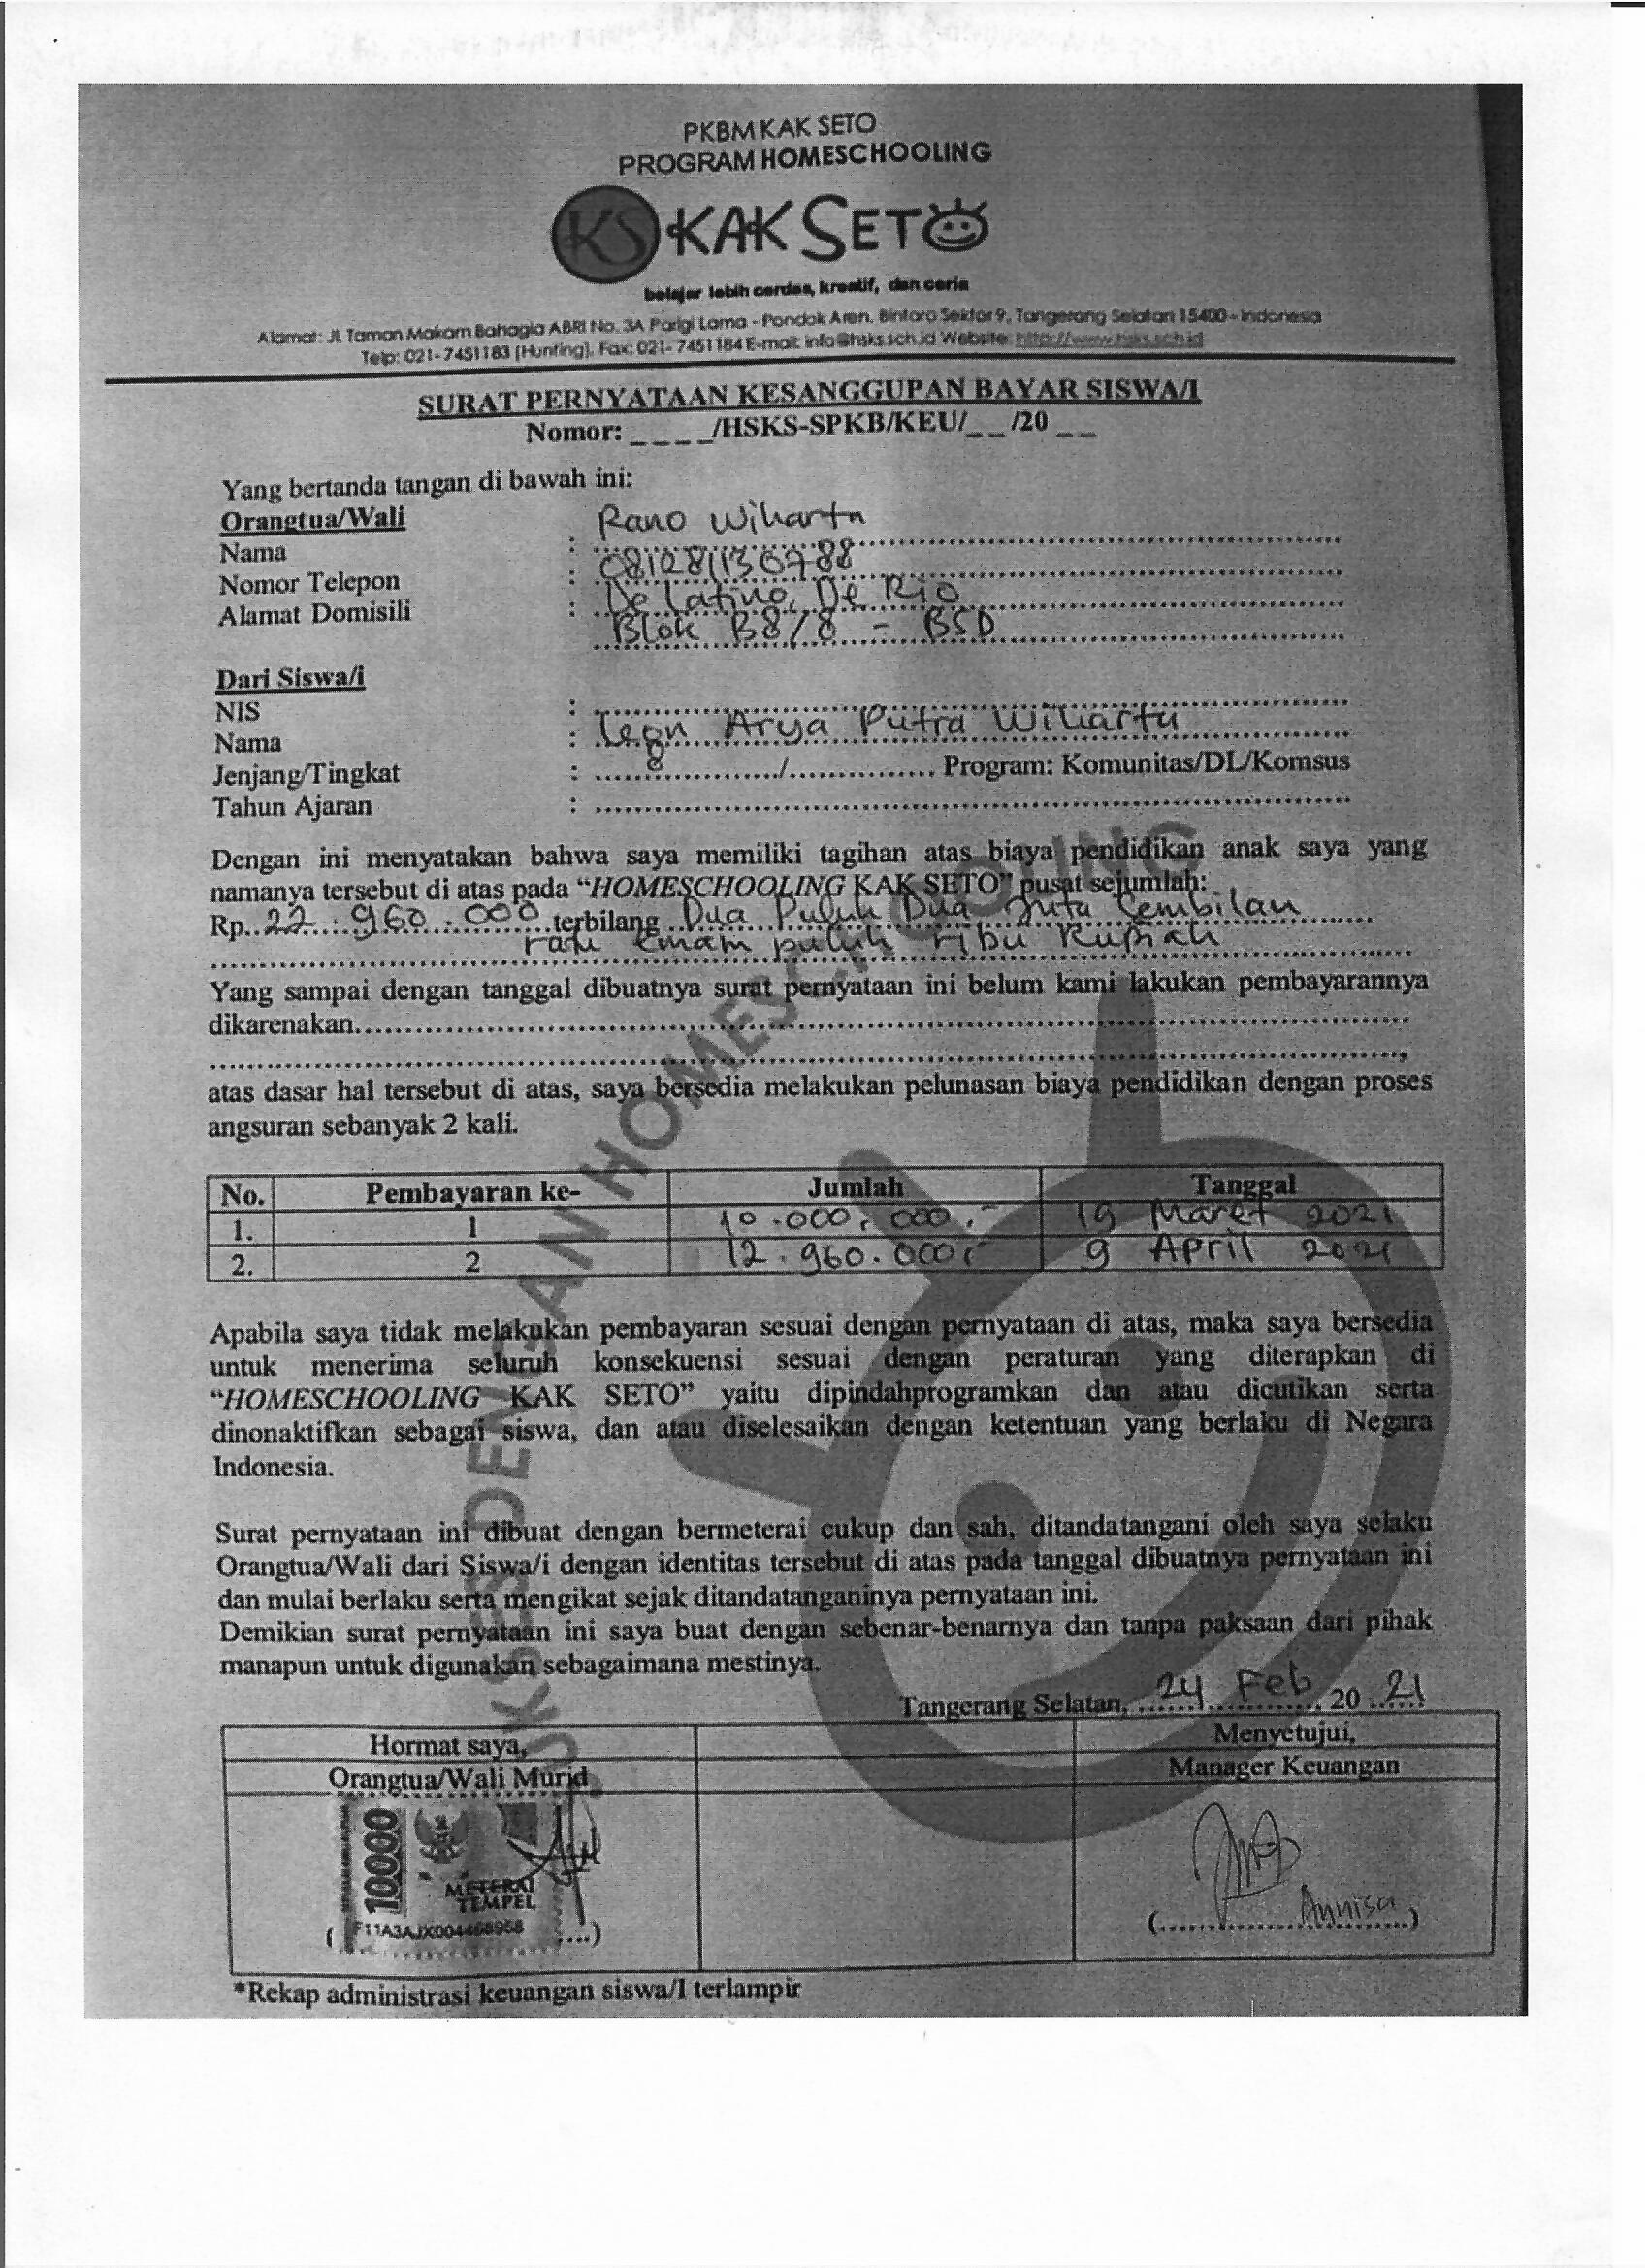 PKBM KAK SETO
PROGRAM HOMESCHOOLING
KS KAK SETO
belajar lebih cerdas, kreatif, dan ceria
Alamat: Jl. Taman Makam Bahagia ABRI No. 3A Parigi Lama - Pondok Aren, Bintaro Sektor 9, Tangerang Selatan 15400 - Indonesia
Telp: 021- 7451183 (Hunting), Fax: 021- 7451184 E-mail: info@hsks.sch.id Website: http://www.hsks.sch.id
SURAT PERNYATAAN KESANGGUPAN BAYAR SISWA/I
Nomor: _ _ _ _/HSKS-SPKB/KEU/_ _ /20 _ _
Yang bertanda tangan di bawah ini:
Orangtua/Wali
Nama : Rano Wiharta
Nomor Telepon : 081281130788
Alamat Domisili : De Latino, De Rio
Blok B8/8 - BSD
Dari Siswa/i
NIS :
Nama : Leon Arya Putra Wiharta
Jenjang/Tingkat : 8 / Program: Komunitas/DL/Komsus
Tahun Ajaran :
Dengan ini menyatakan bahwa saya memiliki tagihan atas biaya pendidikan anak saya yang
namanya tersebut di atas pada “HOMESCHOOLING KAK SETO” pusat sejumlah:
Rp. 22.960.000 terbilang Dua Puluh Dua Juta Sembilan
ratu enam puluh ribu Rupiah
Yang sampai dengan tanggal dibuatnya surat pernyataan ini belum kami lakukan pembayarannya
dikarenakan
atas dasar hal tersebut di atas, saya bersedia melakukan pelunasan biaya pendidikan dengan proses
angsuran sebanyak 2 kali.
No. Pembayaran ke- Jumlah Tanggal
1. 1 10.000.000,- 19 Maret 2021
2. 2 12.960.000,- 9 April 2021
Apabila saya tidak melakukan pembayaran sesuai dengan pernyataan di atas, maka saya bersedia
untuk menerima seluruh konsekuensi sesuai dengan peraturan yang diterapkan di
“HOMESCHOOLING KAK SETO” yaitu dipindahprogramkan dan atau dicutikan serta
dinonaktifkan sebagai siswa, dan atau diselesaikan dengan ketentuan yang berlaku di Negara
Indonesia.
Surat pernyataan ini dibuat dengan bermeterai cukup dan sah, ditandatangani oleh saya selaku
Orangtua/Wali dari Siswa/i dengan identitas tersebut di atas pada tanggal dibuatnya pernyataan ini
dan mulai berlaku serta mengikat sejak ditandatanganinya pernyataan ini.
Demikian surat pernyataan ini saya buat dengan sebenar-benarnya dan tanpa paksaan dari pihak
manapun untuk digunakan sebagaimana mestinya.
Tangerang Selatan, 24 Feb 20 21
Hormat saya, Menyetujui,
Orangtua/Wali Murid Manager Keuangan
10000
METERAI
TEMPEL
F11A3AJX004468958
(....) (Annisa)
*Rekap administrasi keuangan siswa/I terlampir